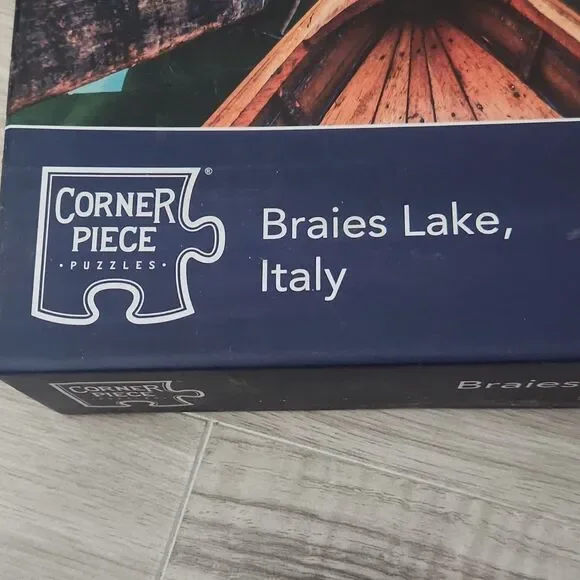 CORNER
PIECE
• PUZZLES •
®
Braies Lake,
Italy
CORNER
PIECE
Braies